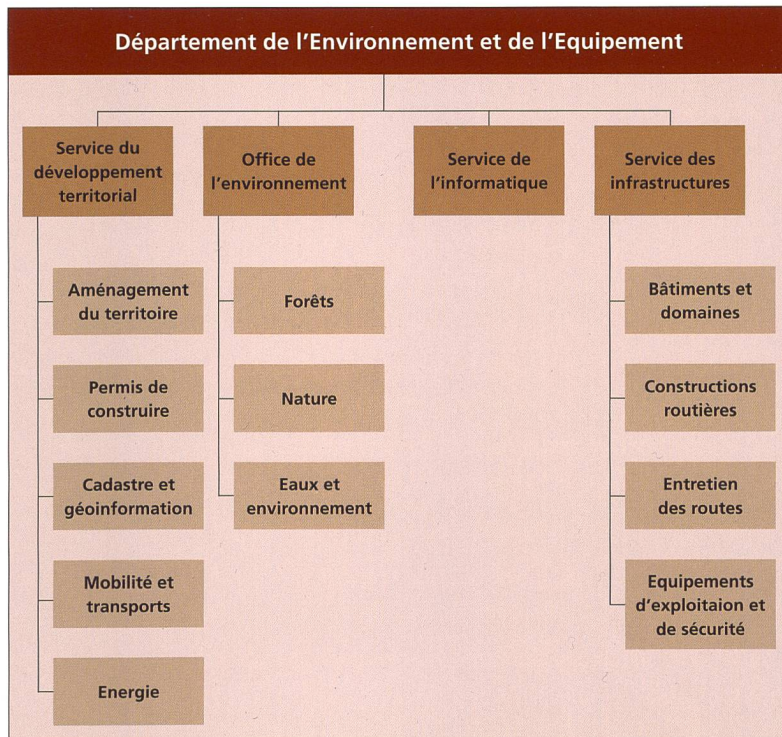 Département de l'Environnement et de l'Equipement
Service du
développement
territorial
Office de
l'environnement
Service de
l'informatique
Service des
infrastructures
Aménagement
du territoire
Permis de
construire
Cadastre et
géoinformation
Mobilité et
transports
Energie
Forêts
Nature
Eaux et
environnement
Bâtiments et
domaines
Constructions
routières
Entretien
des routes
Equipements
d'exploitaion et
de sécurité